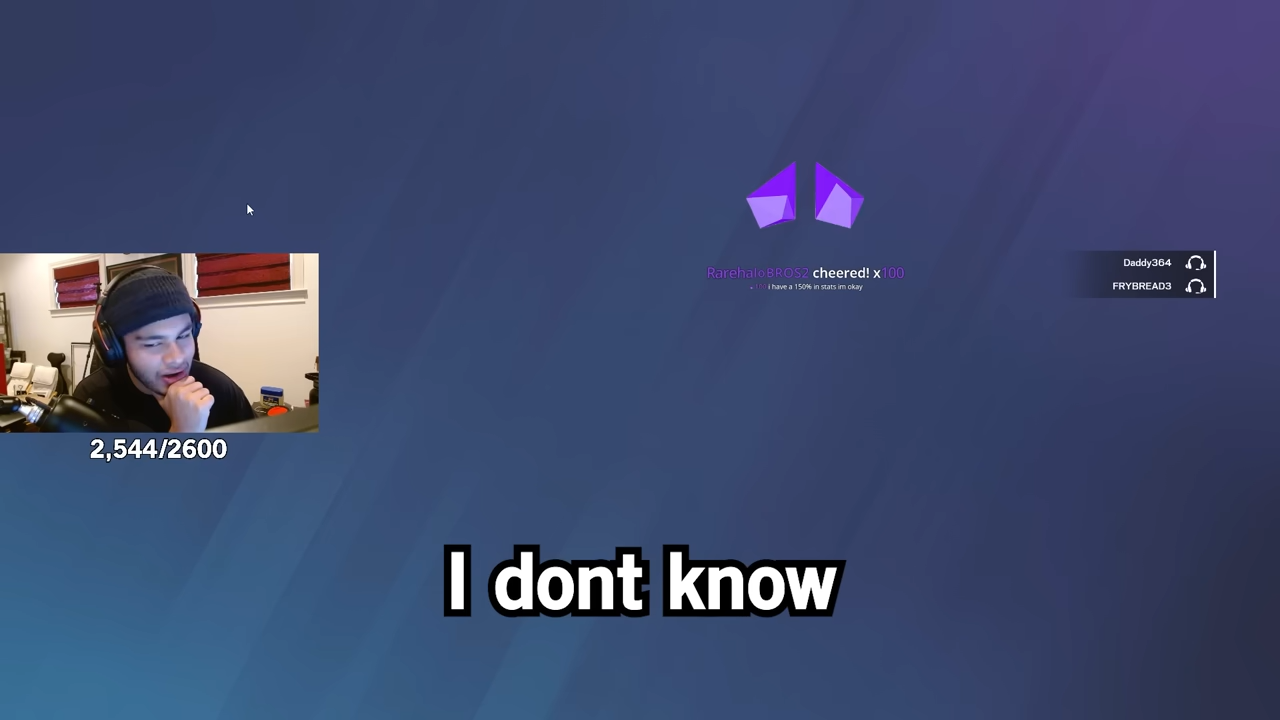 RarehaloBROS2 cheered! x100
i have a 150% in stats im okay
Daddy364
FRYBREAD3
2,544/2600
I dont know